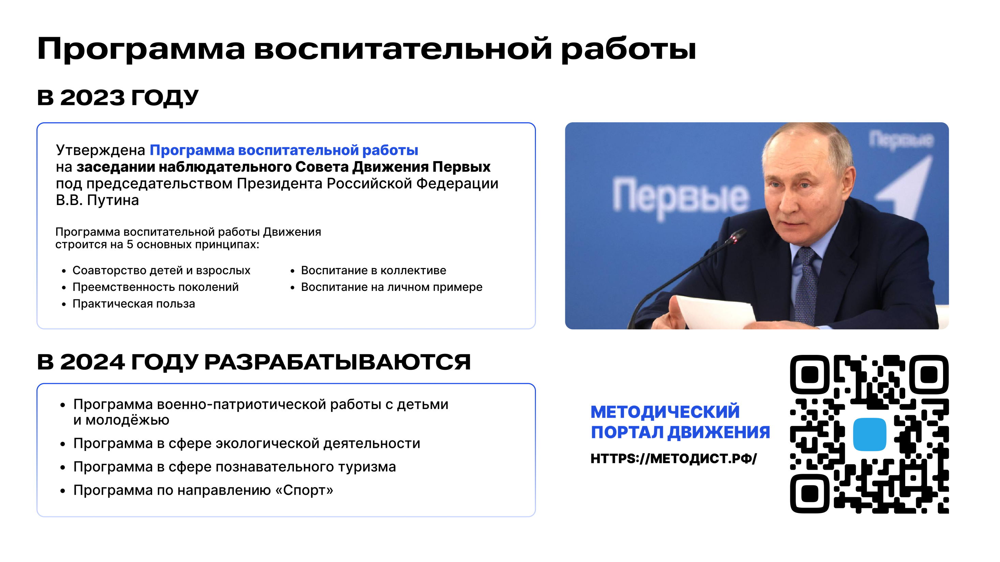 Программа воспитательной работы
В 2023 ГОДУ
Утверждена Программа воспитательной работы
на заседании наблюдательного Совета Движения Первых
под председательством Президента Российской Федерации
В.В. Путина
Программа воспитательной работы Движения
строится на 5 основных принципах:
• Соавторство детей и взрослых
• Преемственность поколений
• Практическая польза
• Воспитание в коллективе
• Воспитание на личном примере
Первые
Первые
В 2024 ГОДУ РАЗРАБАТЫВАЮТСЯ
• Программа военно-патриотической работы с детьми
и молодёжью
• Программа в сфере экологической деятельности
• Программа в сфере познавательного туризма
• Программа по направлению «Спорт»
МЕТОДИЧЕСКИЙ
ПОРТАЛ ДВИЖЕНИЯ
HTTPS://МЕТОДИСТ.РФ/